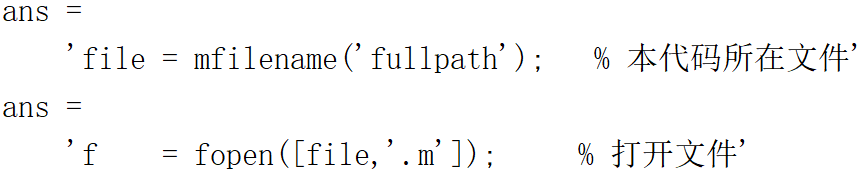 ans =
'file = mfilename('fullpath');   % 本代码所在文件'
ans =
'f    = fopen([file,'.m']);     % 打开文件'